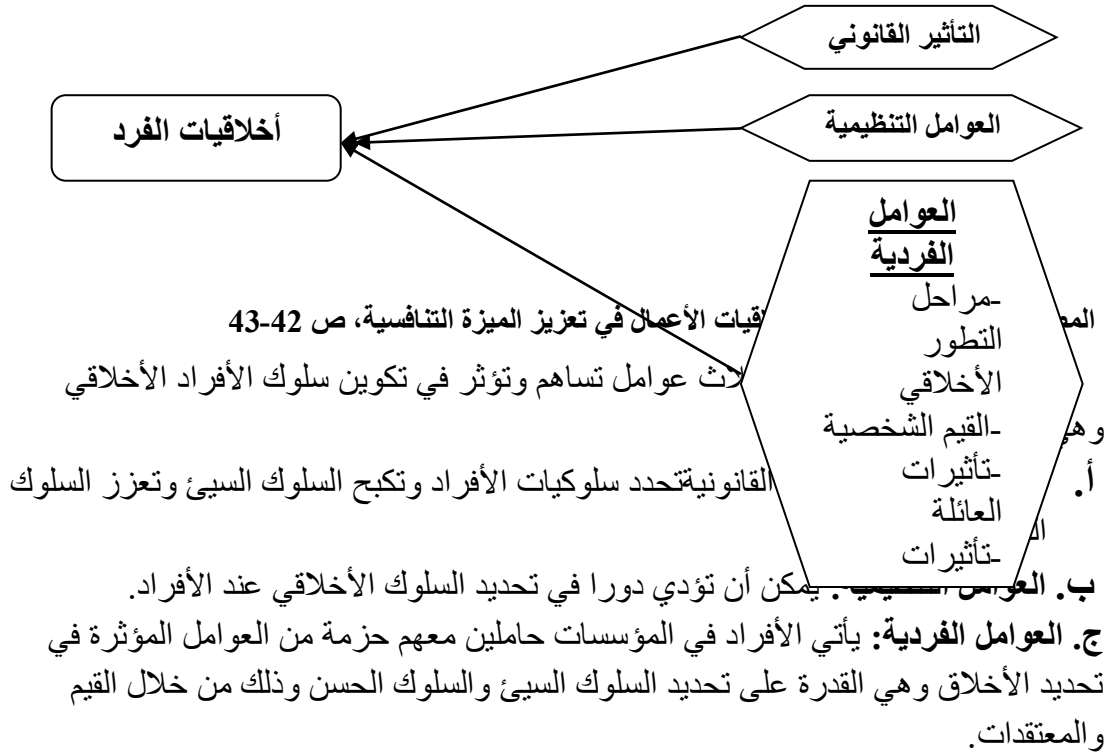 التأثير القانوني
العوامل التنظيمية
أخلاقيات الفرد
العوامل
الفردية
-مراحل
التطور
الأخلاقي
-القيم الشخصية
-تأثيرات
العائلة
-تأثيرات
الأعمال في تعزيز الميزة التنافسية، ص 42-43
عوامل تساهم وتؤثر في تكوين سلوك الأفراد الأخلاقي
أ.
القانونيةتحدد سلوكيات الأفراد وتكبح السلوك السيئ وتعزز السلوك
ب. العوامل التنظيمية: يمكن أن تؤدي دورا في تحديد السلوك الأخلاقي عند الأفراد.
ج. العوامل الفردية: يأتي الأفراد في المؤسسات حاملين معهم حزمة من العوامل المؤثرة في
تحديد الأخلاق وهي القدرة على تحديد السلوك السيئ والسلوك الحسن وذلك من خلال القيم
والمعتقدات.